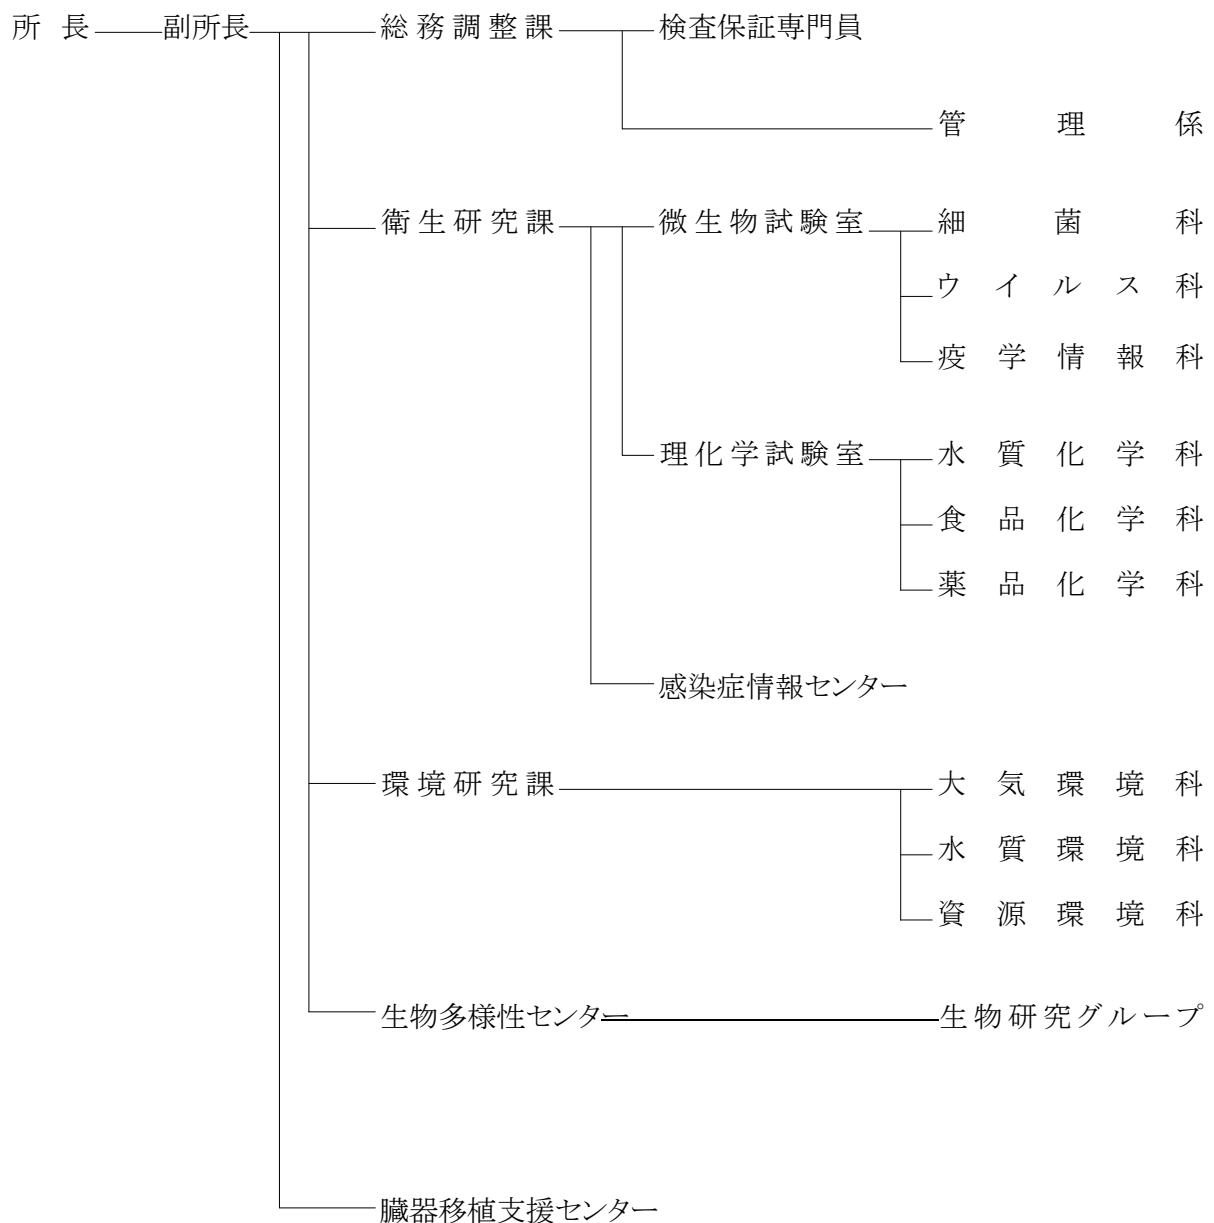 所長 副所長 総務調整課 検査保証専門員
管理係
衛生研究課 微生物試験室 細菌科
ウイルス科
疫学情報科
理化学試験室 水質化学科
食品化学科
薬品化学科
感染症情報センター
環境研究課 大気環境科
水質環境科
資源環境科
生物多様性センター 生物研究グループ
臓器移植支援センター